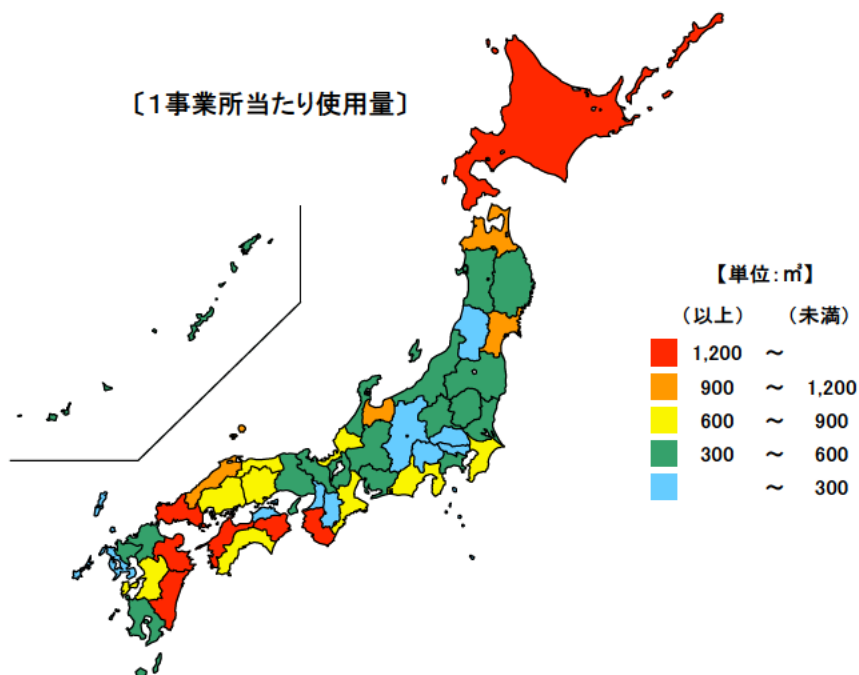 〔1事業所当たり使用量〕
【単位:㎡】
(以上) (未満)
1,200 ～
900 ～ 1,200
600 ～ 900
300 ～ 600
～ 300